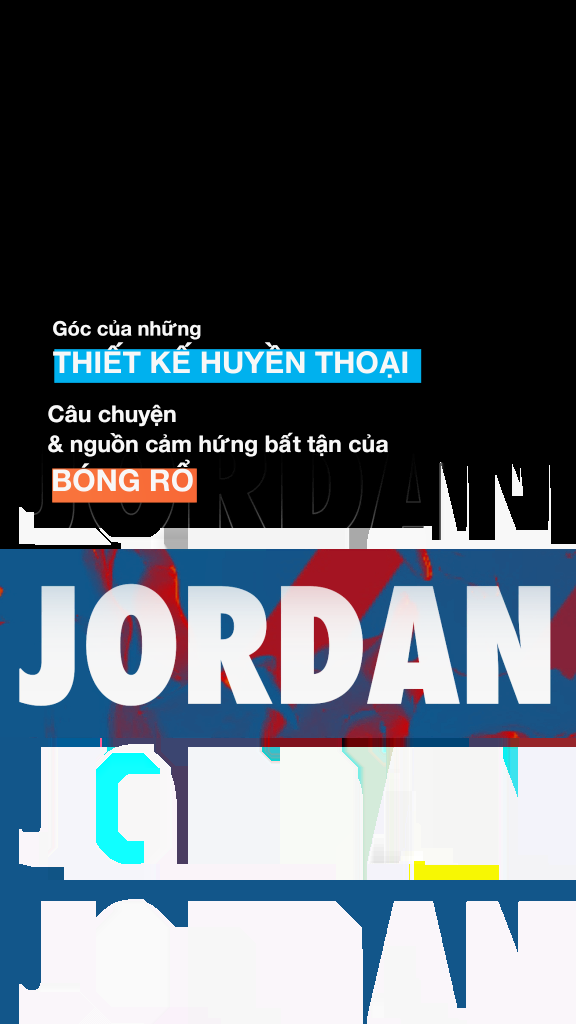 Góc của những
THIẾT KẾ HUYỀN THOẠI
Câu chuyện
& nguồn cảm hứng bất tận của
BÓNG RỔ
JORDAN
JORDAN
JORDAN